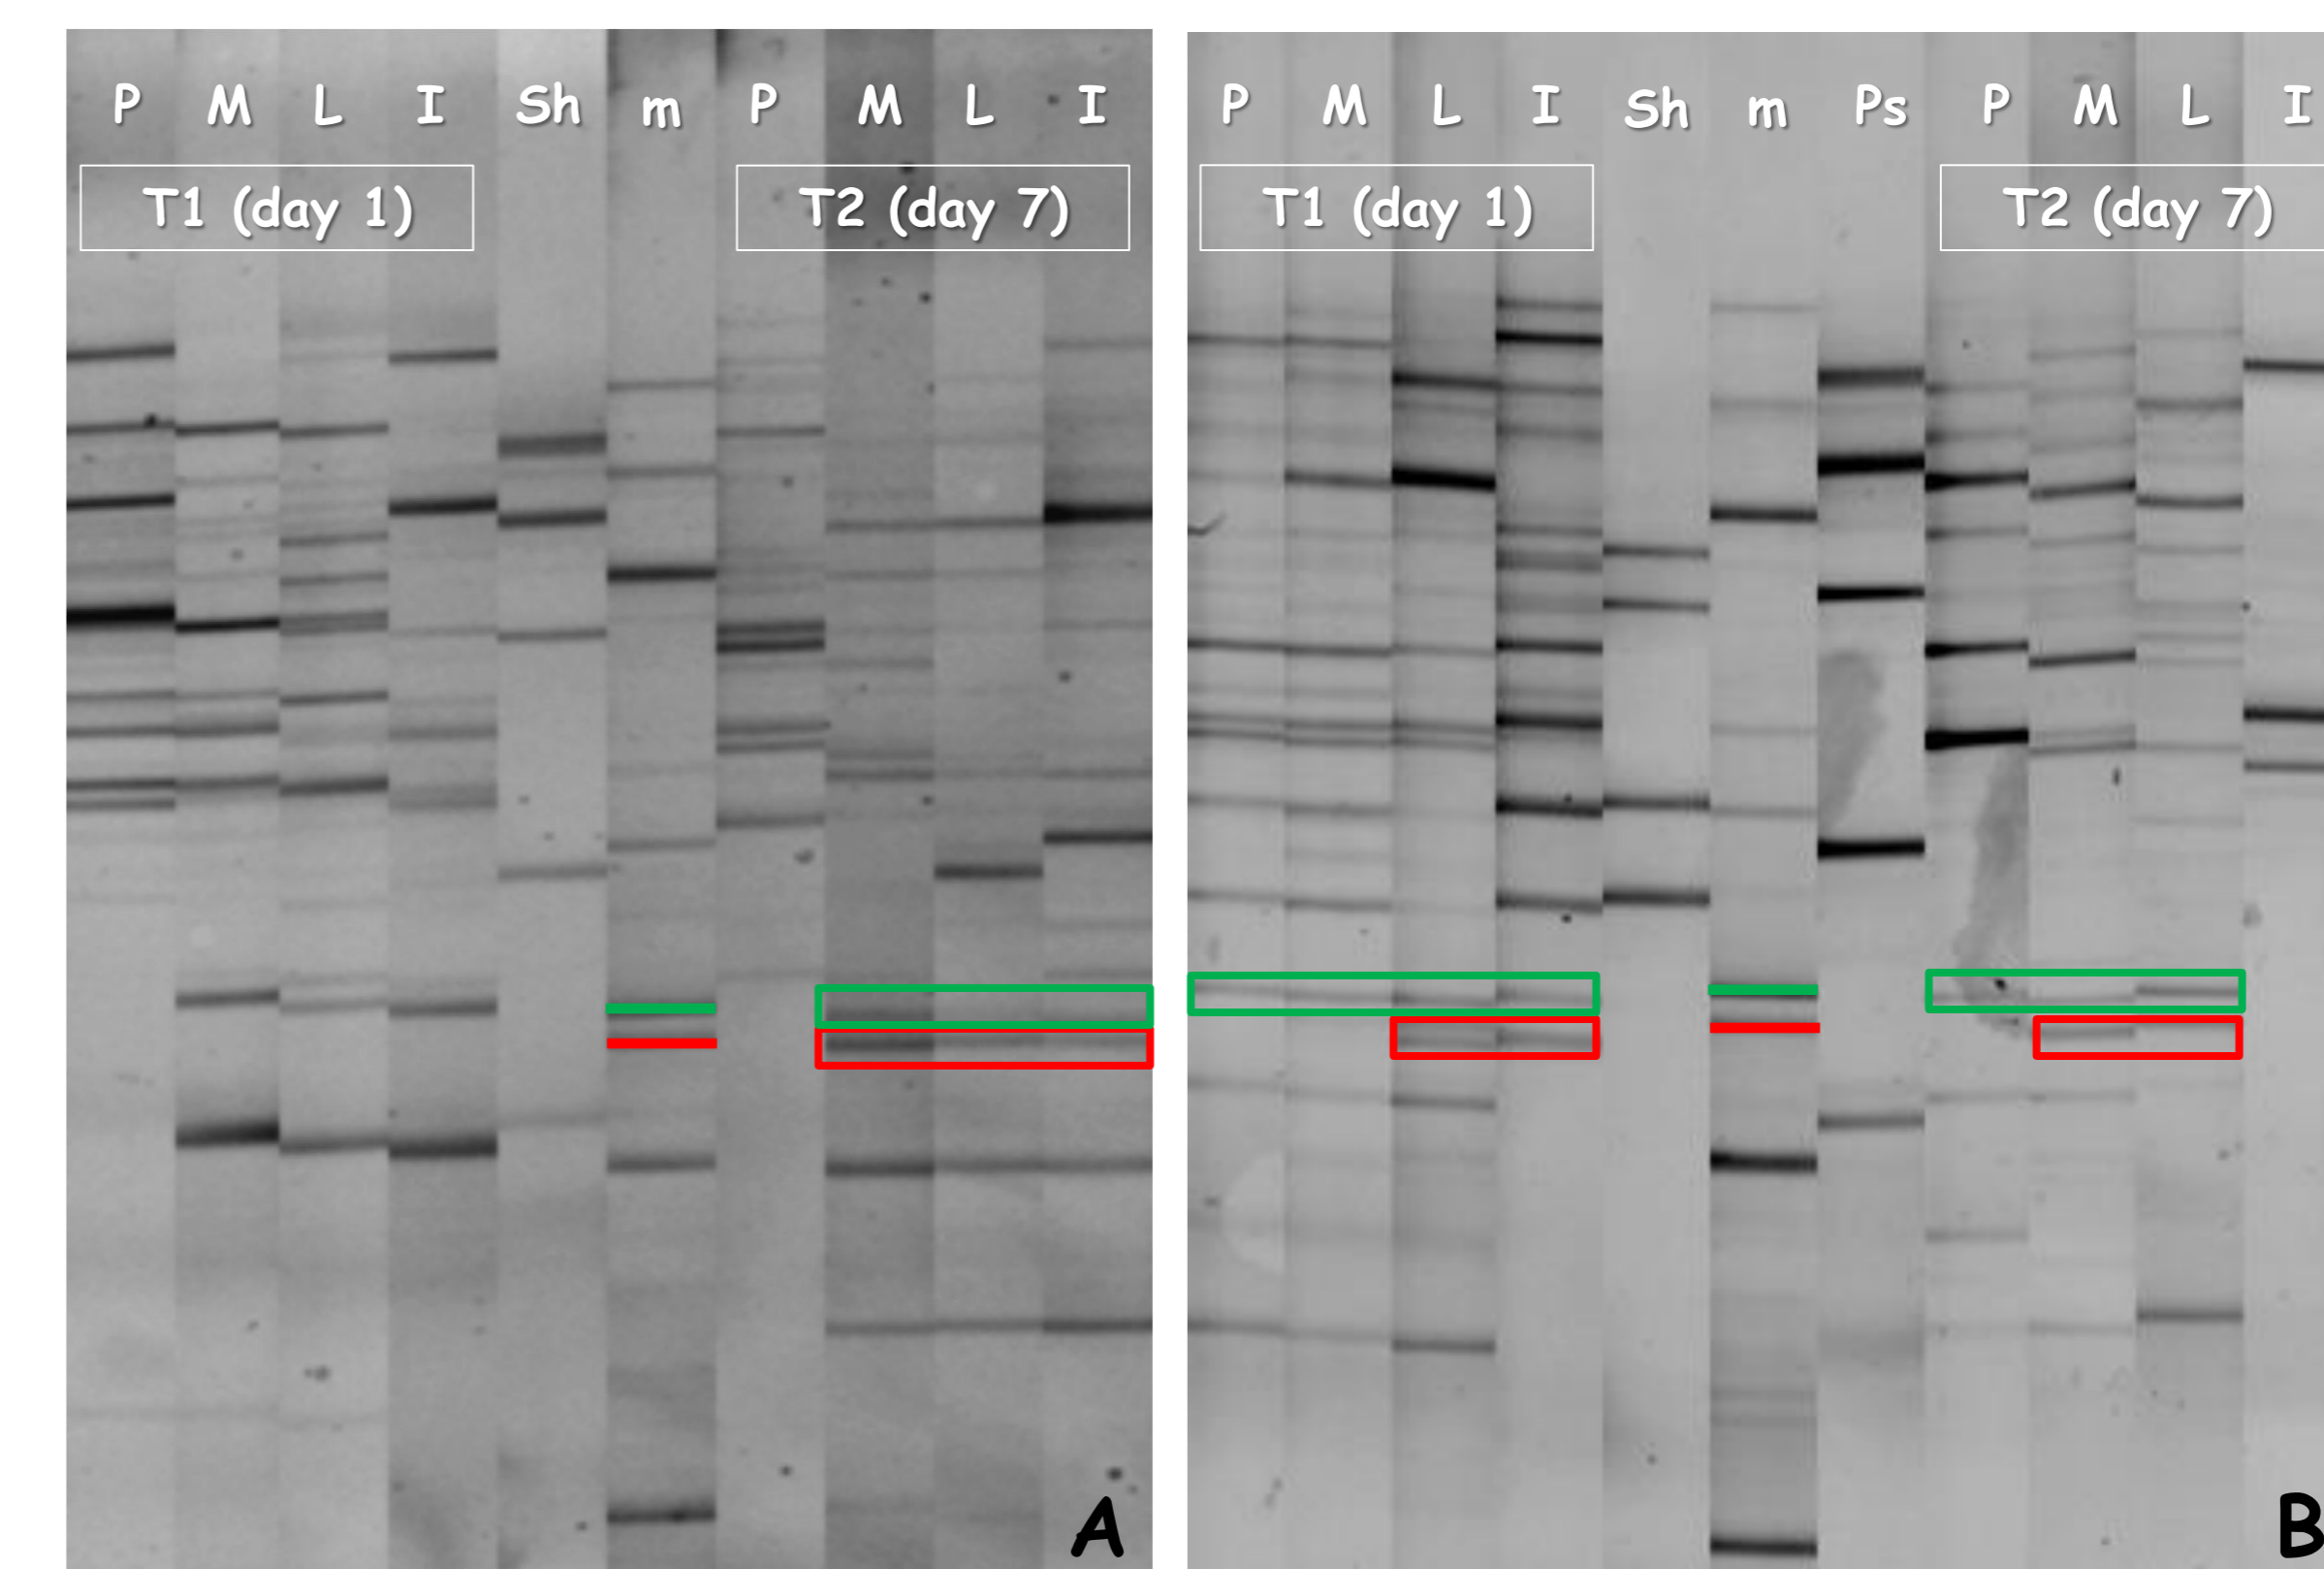 P M L I Sh m P M L I
T1 (day 1) T2 (day 7)
A
P M L I Sh m Ps P M L I
T1 (day 1) T2 (day 7)
B